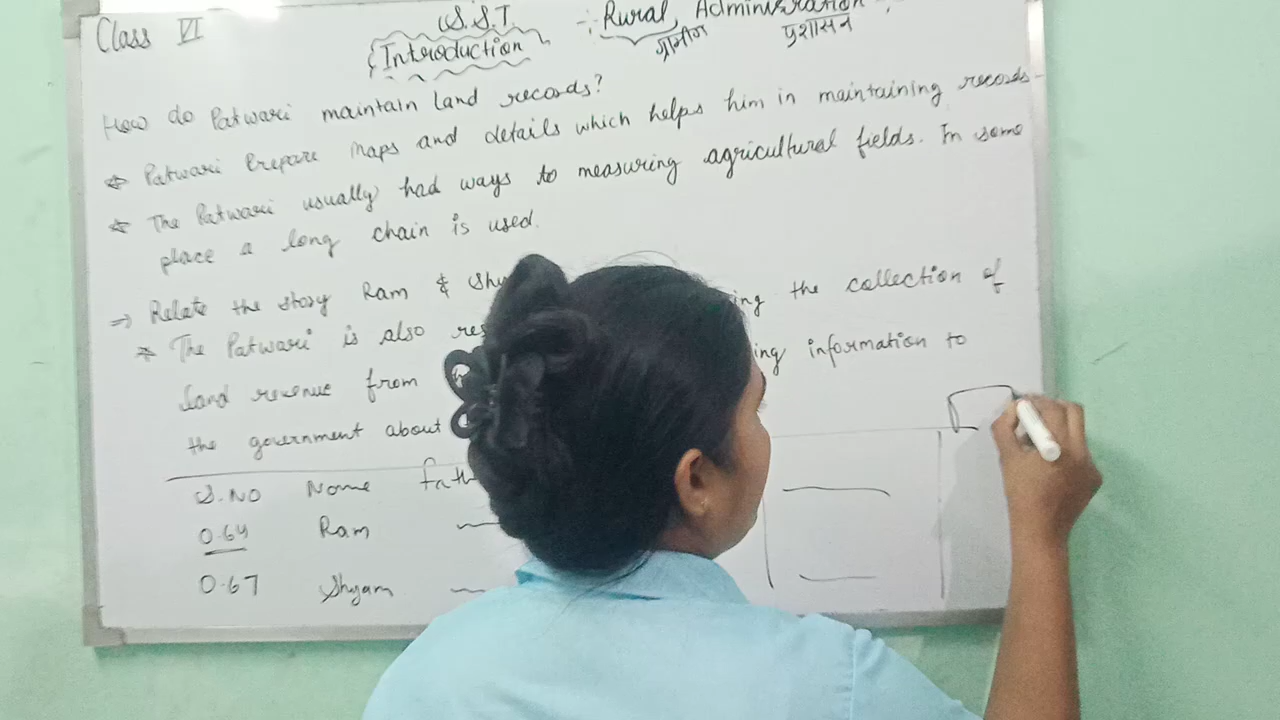 Class VI
S.S.T. -:- Rural Administration :-
Introduction ग्रामीण प्रशासन
How do Patwari maintain land records?
* Patwari Prepare Maps and details which helps him in maintaining records-
* The Patwari usually had ways to measuring agricultural fields. In some
place a long chain is used.
=> Relate the story Ram & Shy
* The Patwari is also res ing the collection of
land revenue from ing information to
the government about
S.NO Name Fath
0.64 Ram
0.67 Shyam